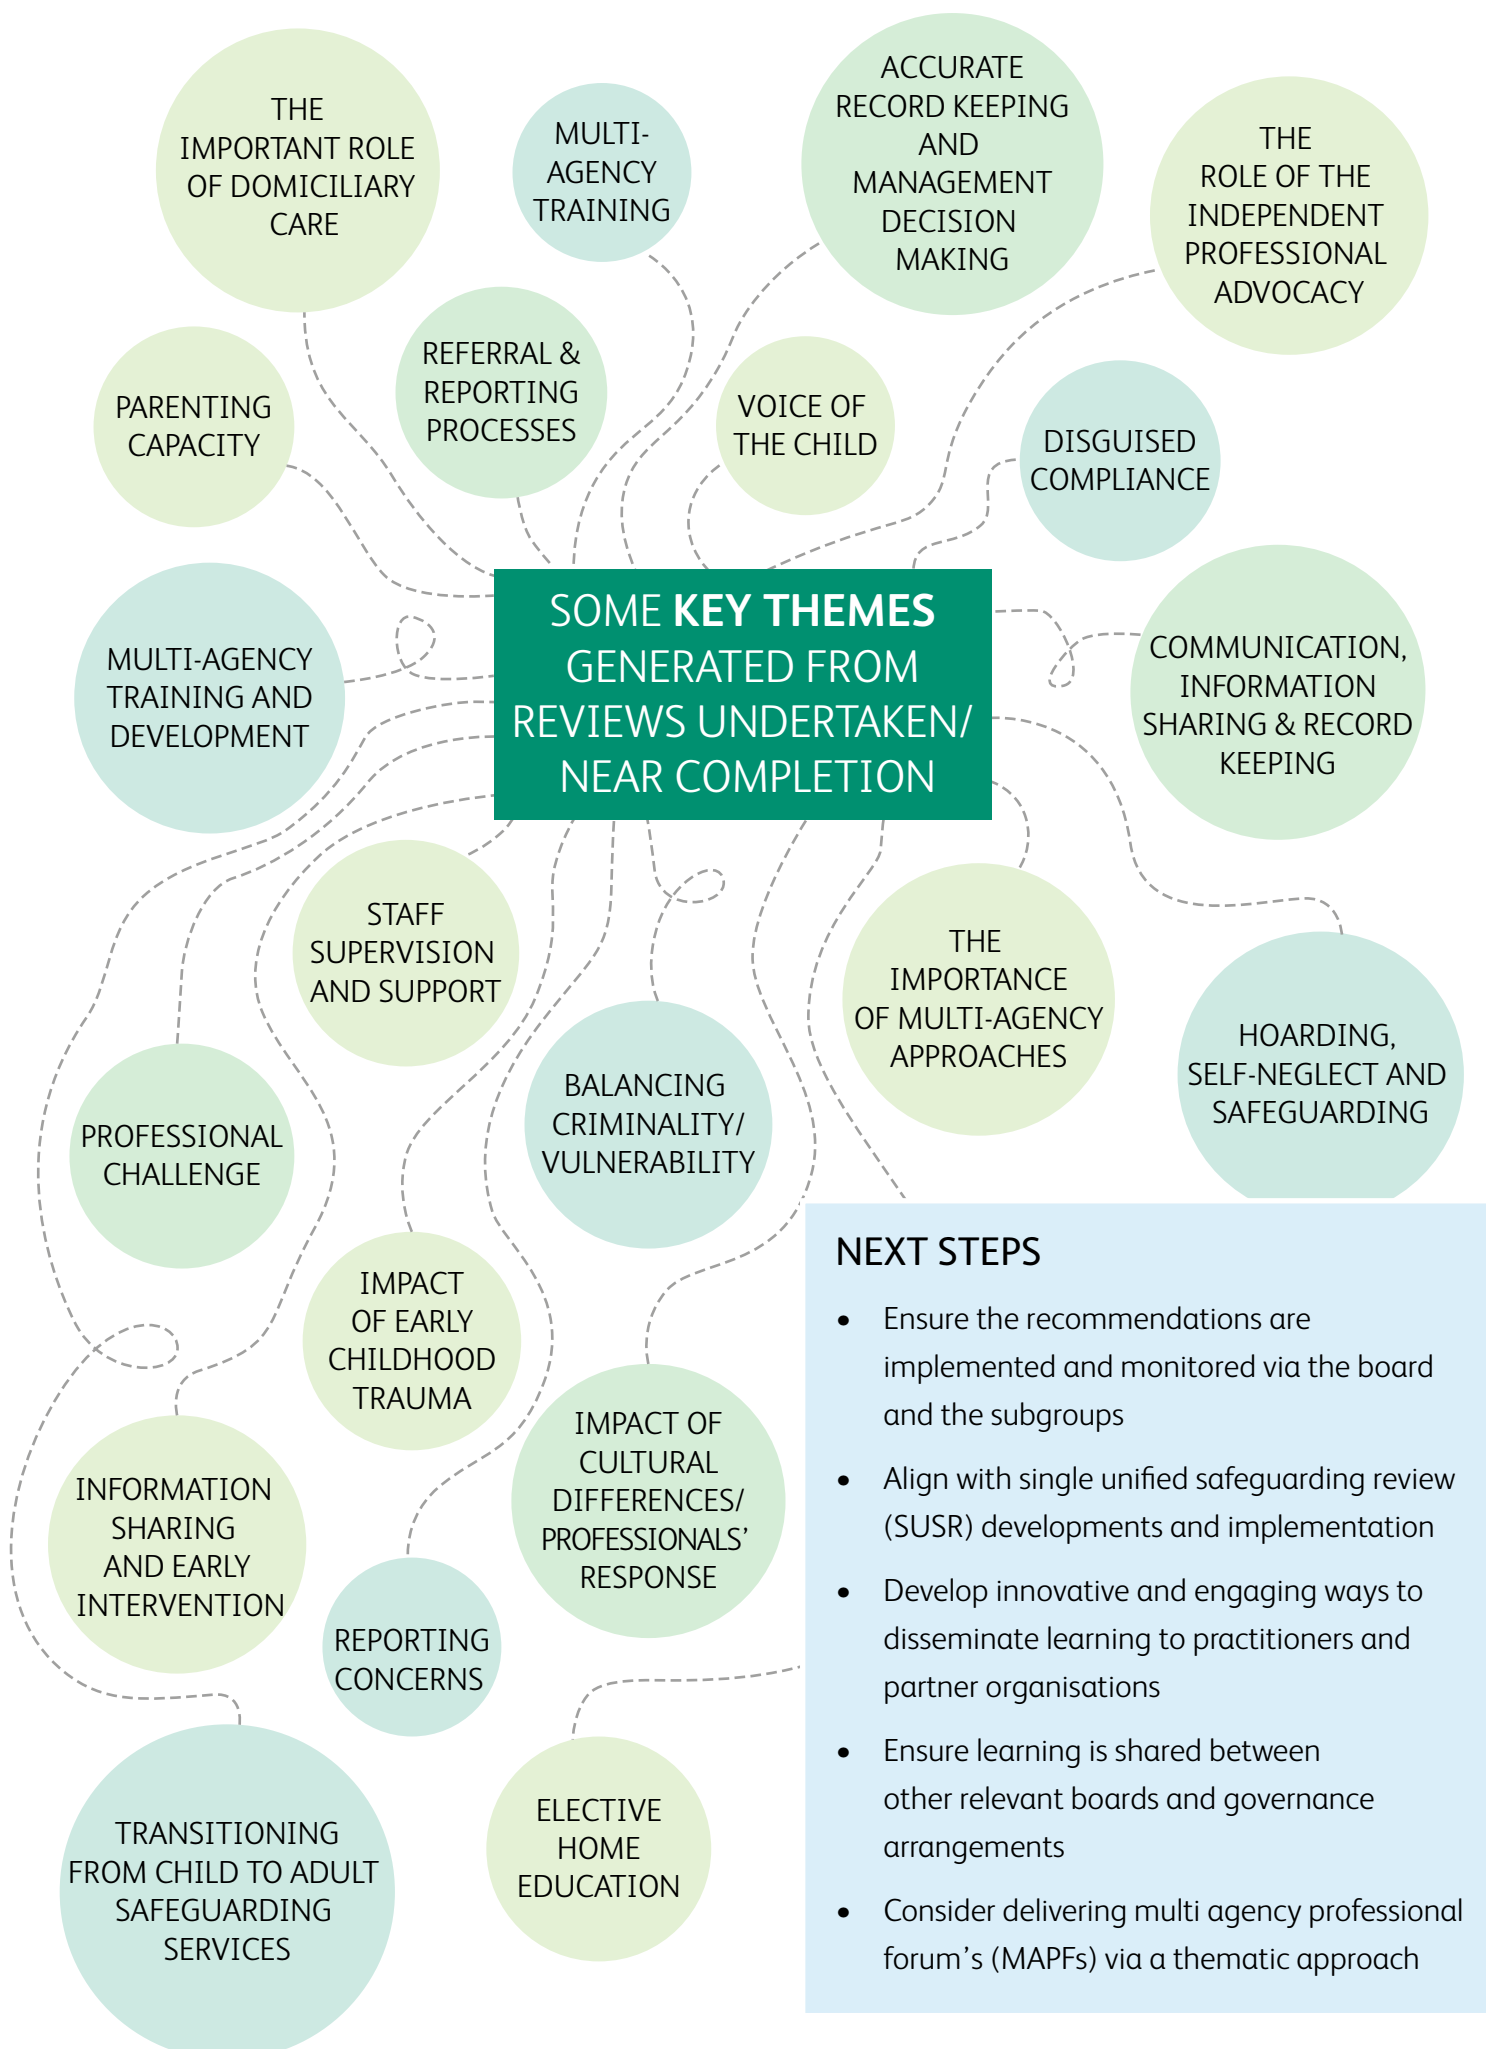 THE
IMPORTANT ROLE
OF DOMICILIARY
CARE
MULTI-
AGENCY
TRAINING
ACCURATE
RECORD KEEPING
AND
MANAGEMENT
DECISION
MAKING
THE
ROLE OF THE
INDEPENDENT
PROFESSIONAL
ADVOCACY
PARENTING
CAPACITY
REFERRAL &
REPORTING
PROCESSES
VOICE OF
THE CHILD
DISGUISED
COMPLIANCE
MULTI-AGENCY
TRAINING AND
DEVELOPMENT
SOME KEY THEMES
GENERATED FROM
REVIEWS UNDERTAKEN/
NEAR COMPLETION
COMMUNICATION,
INFORMATION
SHARING & RECORD
KEEPING
STAFF
SUPERVISION
AND SUPPORT
THE
IMPORTANCE
OF MULTI-AGENCY
APPROACHES
HOARDING,
SELF-NEGLECT AND
SAFEGUARDING
PROFESSIONAL
CHALLENGE
BALANCING
CRIMINALITY/
VULNERABILITY
IMPACT
OF EARLY
CHILDHOOD
TRAUMA
IMPACT OF
CULTURAL
DIFFERENCES/
PROFESSIONALS’
RESPONSE
INFORMATION
SHARING
AND EARLY
INTERVENTION
REPORTING
CONCERNS
TRANSITIONING
FROM CHILD TO ADULT
SAFEGUARDING
SERVICES
ELECTIVE
HOME
EDUCATION
NEXT STEPS
• Ensure the recommendations are
implemented and monitored via the board
and the subgroups
• Align with single unified safeguarding review
(SUSR) developments and implementation
• Develop innovative and engaging ways to
disseminate learning to practitioners and
partner organisations
• Ensure learning is shared between
other relevant boards and governance
arrangements
• Consider delivering multi agency professional
forum’s (MAPFs) via a thematic approach